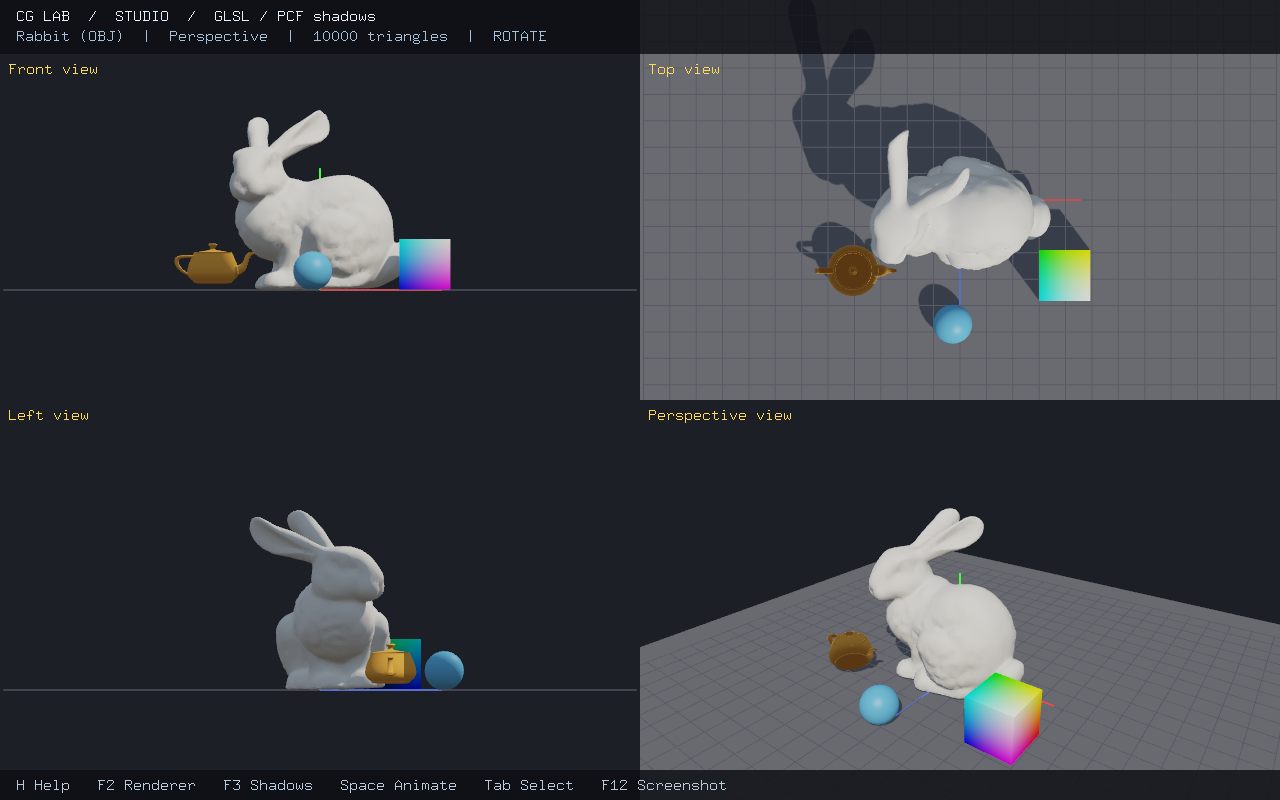 CG LAB  /  STUDIO  /  GLSL / PCF shadows
Rabbit (OBJ)  |  Perspective  |  10000 triangles  |  ROTATE
Front view
Top view
Left view
Perspective view
H Help  F2 Renderer  F3 Shadows  Space Animate  Tab Select  F12 Screenshot